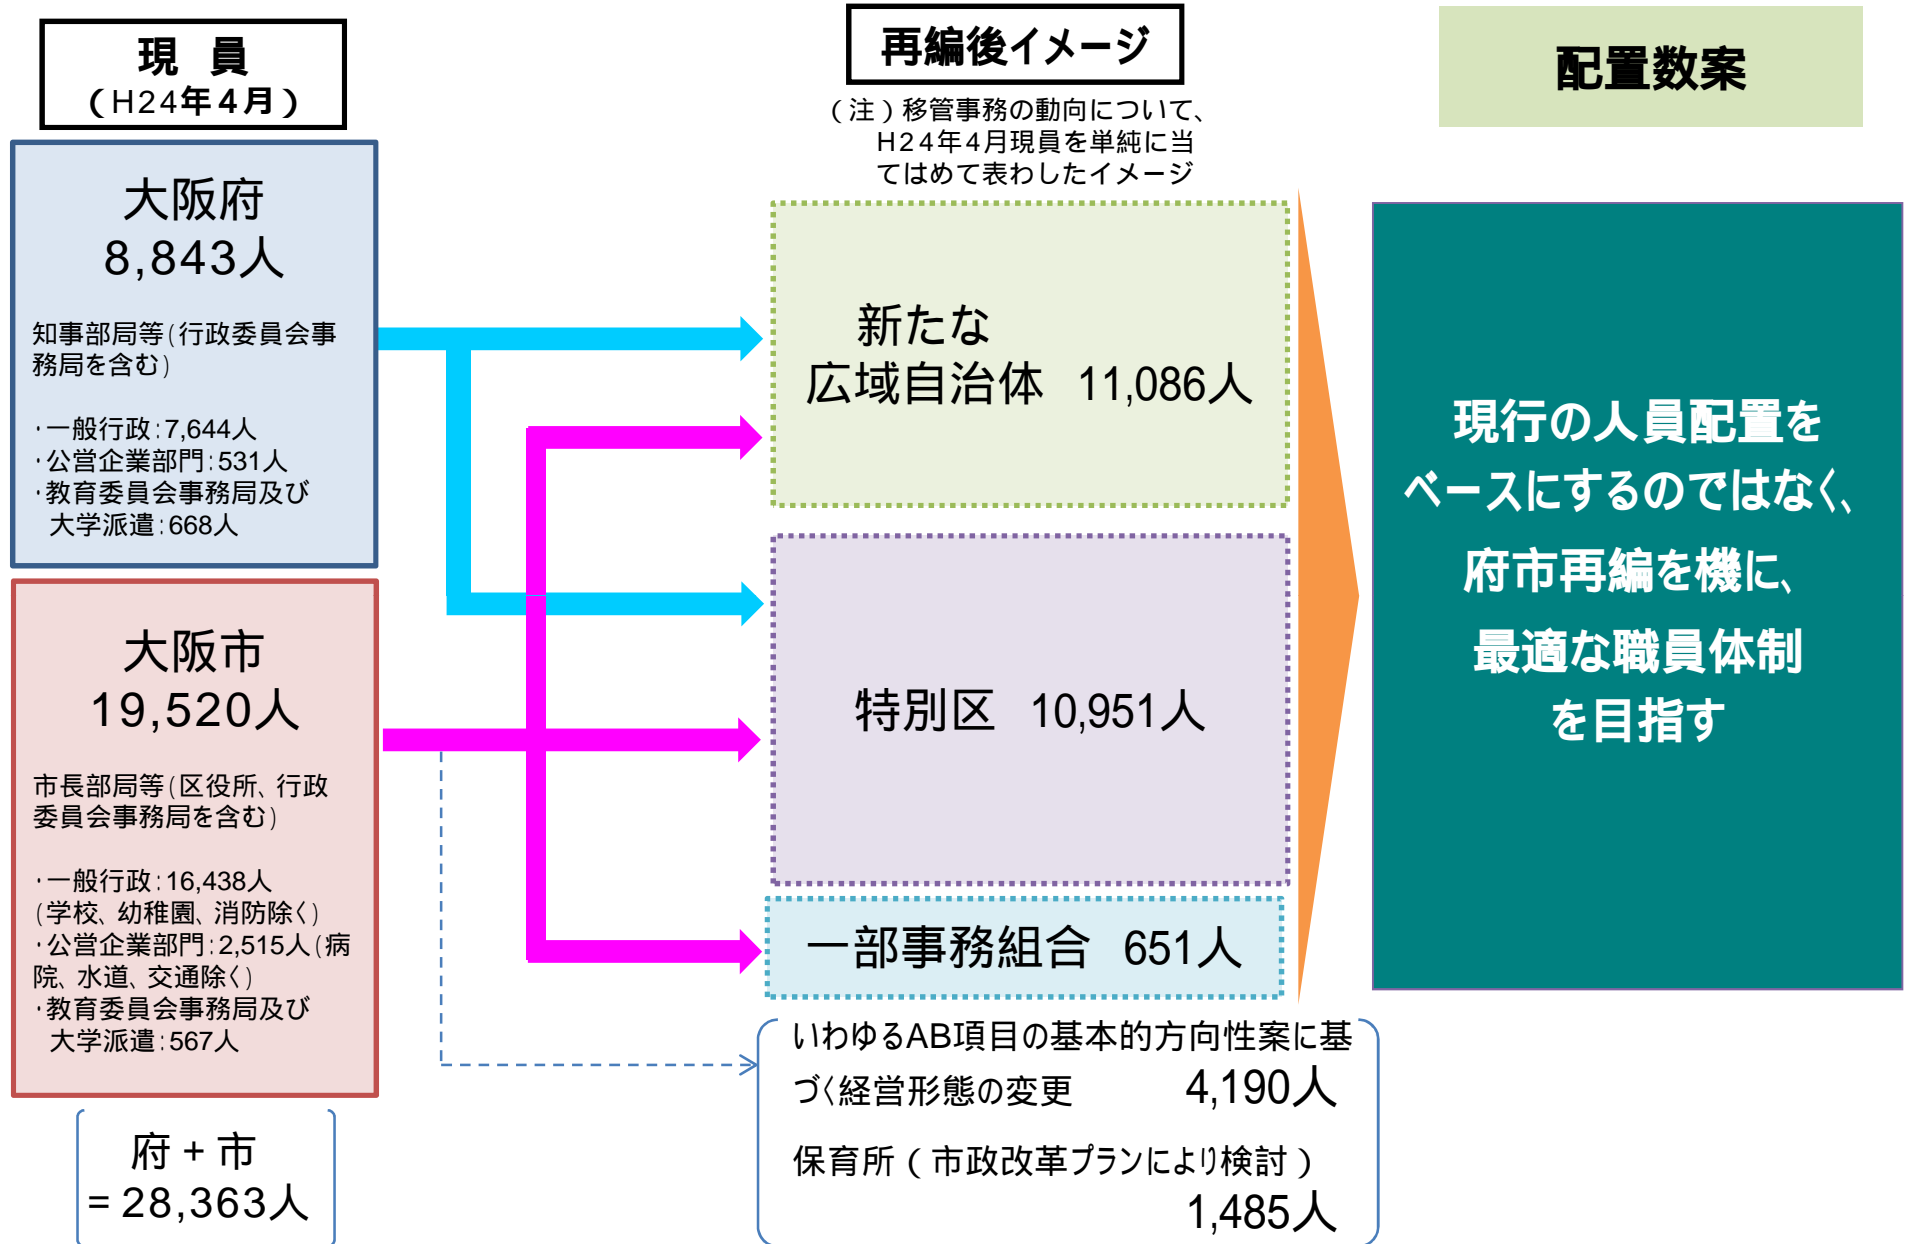 現 員
(H24年4月)
大阪府
8,843人
知事部局等(行政委員会事
務局を含む)
・一般行政:7,644人
・公営企業部門:531人
・教育委員会事務局及び
大学派遣:668人
大阪市
19,520人
市長部局等(区役所、行政
委員会事務局を含む)
・一般行政:16,438人
(学校、幼稚園、消防除く)
・公営企業部門:2,515人(病
院、水道、交通除く)
・教育委員会事務局及び
大学派遣:567人
府+市
=28,363人
再編後イメージ
(注)移管事務の動向について、
H24年4月現員を単純に当
てはめて表わしたイメージ
新たな
広域自治体 11,086人
特別区 10,951人
一部事務組合 651人
いわゆるAB項目の基本的方向性案に基
づく経営形態の変更 4,190人
保育所(市政改革プランにより検討)
1,485人
配置数案
現行の人員配置を
ベースにするのではなく、
府市再編を機に、
最適な職員体制
を目指す